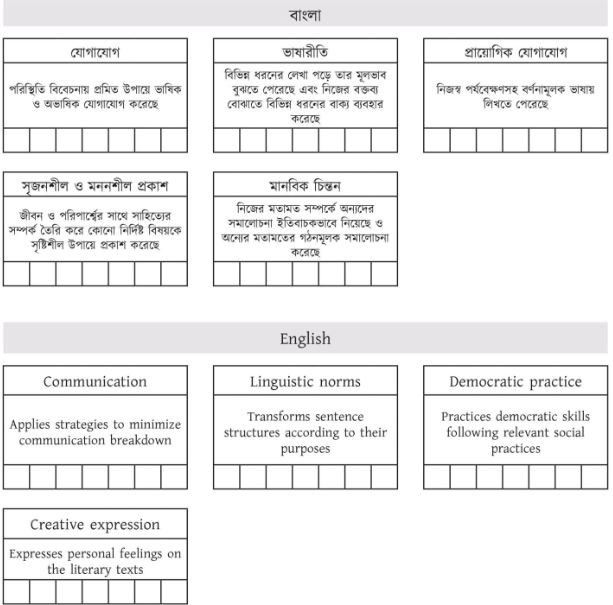 বাংলা
যোগাযোগ
পরিস্থিতি বিবেচনায় প্রমিত উপায়ে ভাষিক
ও অভাষিক যোগাযোগ করেছে
ভাষারীতি
বিভিন্ন ধরনের লেখা পড়ে তার মূলভাব
বুঝতে পেরেছে এবং নিজের বক্তব্য
বোঝাতে বিভিন্ন ধরনের বাক্য ব্যবহার
করেছে
প্রায়োগিক যোগাযোগ
নিজস্ব পর্যবেক্ষণসহ বর্ণনামূলক ভাষায়
লিখতে পেরেছে
সৃজনশীল ও মননশীল প্রকাশ
জীবন ও পরিপার্শ্বের সাথে সাহিত্যের
সম্পর্ক তৈরি করে কোনো নির্দিষ্ট বিষয়কে
সৃষ্টিশীল উপায়ে প্রকাশ করেছে
মানবিক চিন্তন
নিজের মতামত সম্পর্কে অন্যদের
সমালোচনা ইতিবাচকভাবে নিয়েছে ও
অন্যের মতামতের গঠনমূলক সমালোচনা
করেছে
English
Communication
Applies strategies to minimize
communication breakdown
Linguistic norms
Transforms sentence
structures according to their
purposes
Democratic practice
Practices democratic skills
following relevant social
practices
Creative expression
Expresses personal feelings on
the literary texts